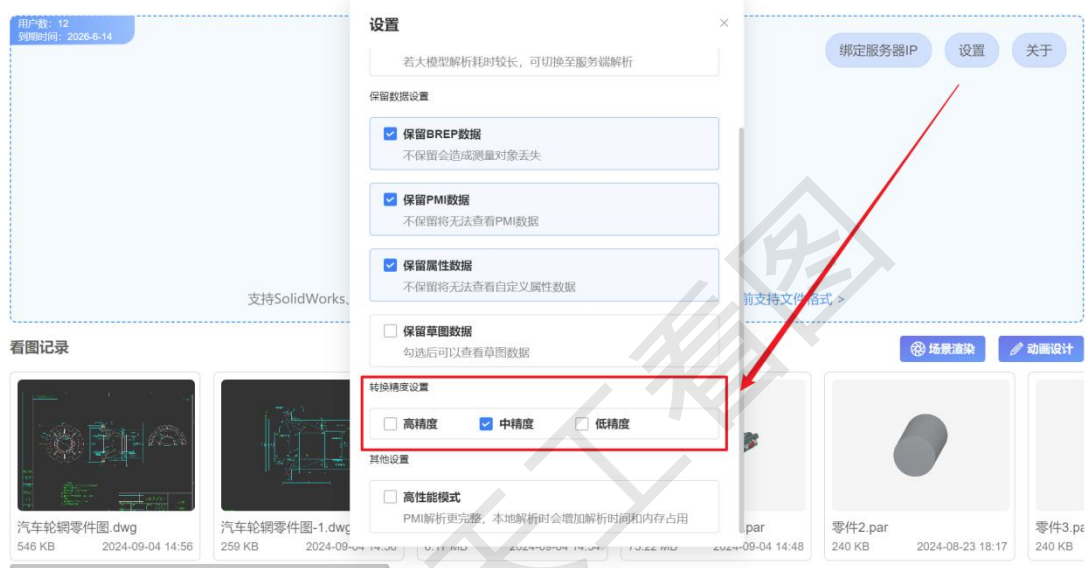 用户数：12
到期时间：2026-6-14
设置
绑定服务器IP
设置
关于
若大模型解析耗时较长，可切换至服务端解析
保留数据设置
保留BREP数据
不保留会造成测量对象丢失
保留PMI数据
不保留将无法查看PMI数据
保留属性数据
不保留将无法查看自定义属性数据
支持SolidWorks、
前支持文件格式 >
保留草图数据
勾选后可以查看草图数据
看图记录
场景渲染
动画设计
转换精度设置
高精度 中精度 低精度
其他设置
高性能模式
PMI解析更完整，本地解析时会增加解析时间和内存占用
汽车轮辋零件图.dwg
546 KB 2024-09-04 14:56
汽车轮辋零件图-1.dwg
259 KB
.par
2024-09-04 14:48
零件2.par
240 KB 2024-08-23 18:17
零件3.pa
240 KB
天工看图